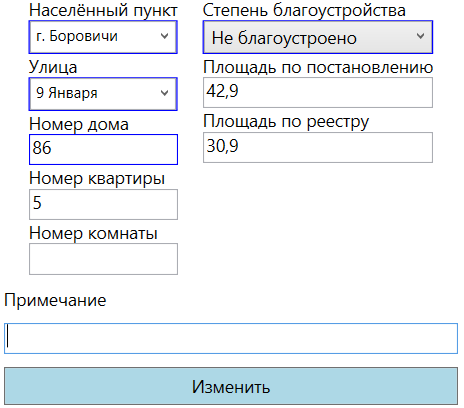 Населённый пункт
г. Боровичи
Улица
9 Января
Номер дома
86
Номер квартиры
5
Номер комнаты
Степень благоустройства
Не благоустроено
Площадь по постановлению
42,9
Площадь по реестру
30,9
Примечание
Изменить